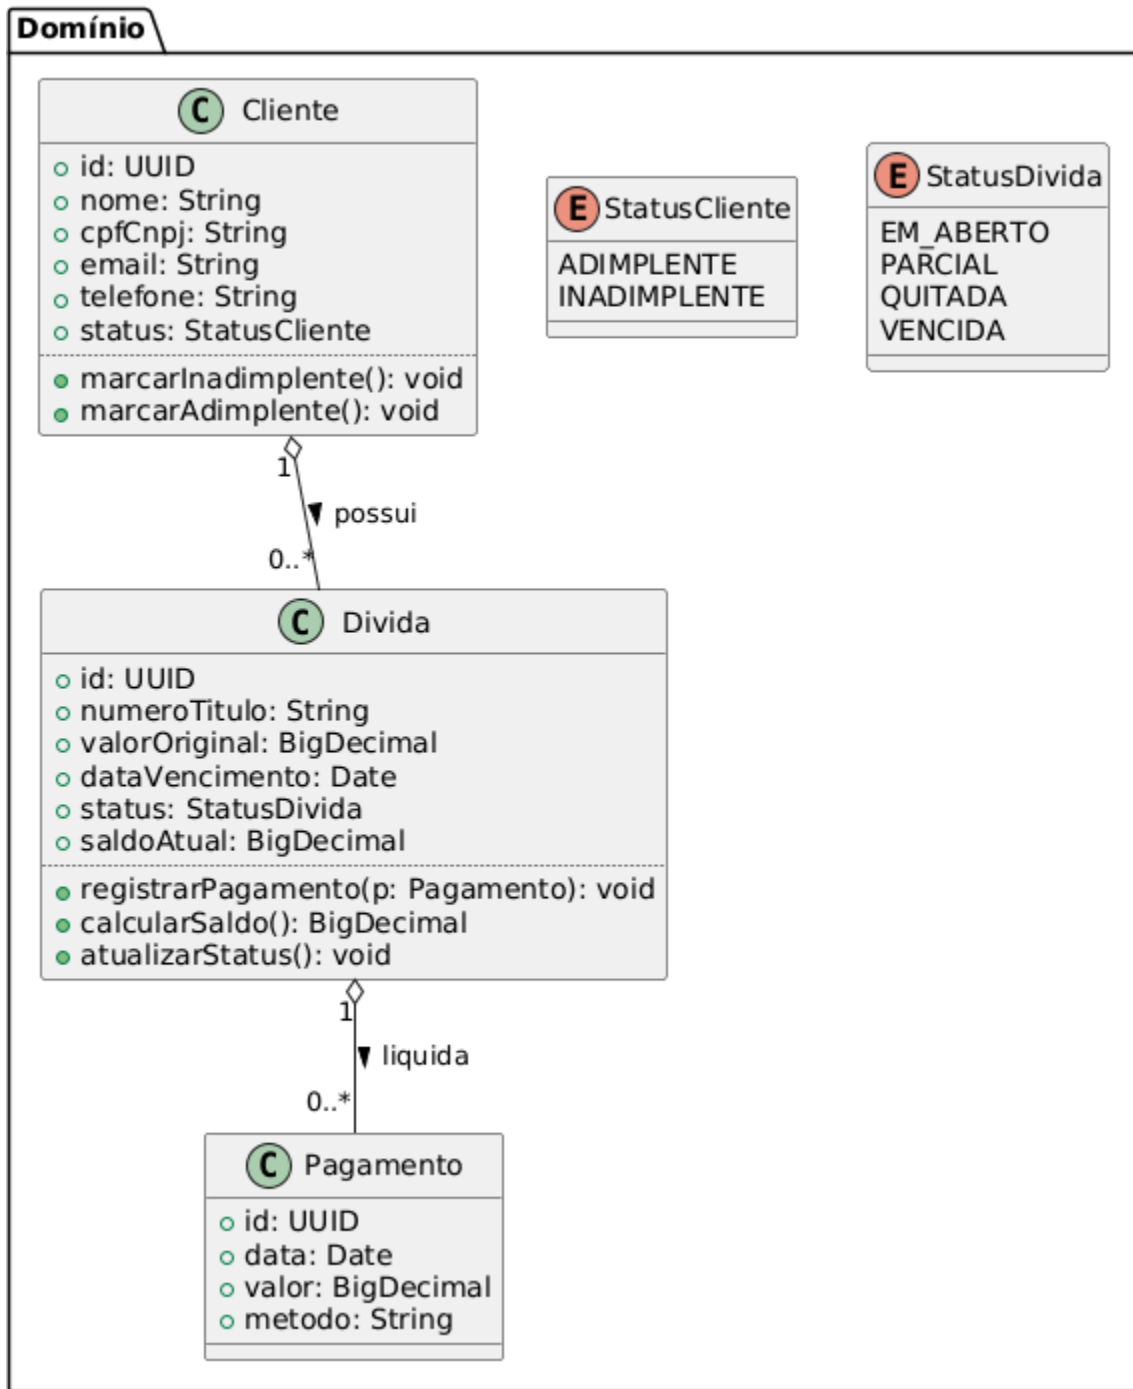 Domínio
C Cliente
id: UUID
nome: String
cpfCnpj: String
email: String
telefone: String
status: StatusCliente
marcarInadimplente(): void
marcarAdimplente(): void
E StatusCliente
ADIMPLENTE
INADIMPLENTE
E StatusDivida
EM_ABERTO
PARCIAL
QUITADA
VENCIDA
1
possui
0..*
C Divida
id: UUID
numeroTitulo: String
valorOriginal: BigDecimal
dataVencimento: Date
status: StatusDivida
saldoAtual: BigDecimal
registrarPagamento(p: Pagamento): void
calcularSaldo(): BigDecimal
atualizarStatus(): void
1
liquida
0..*
C Pagamento
id: UUID
data: Date
valor: BigDecimal
metodo: String